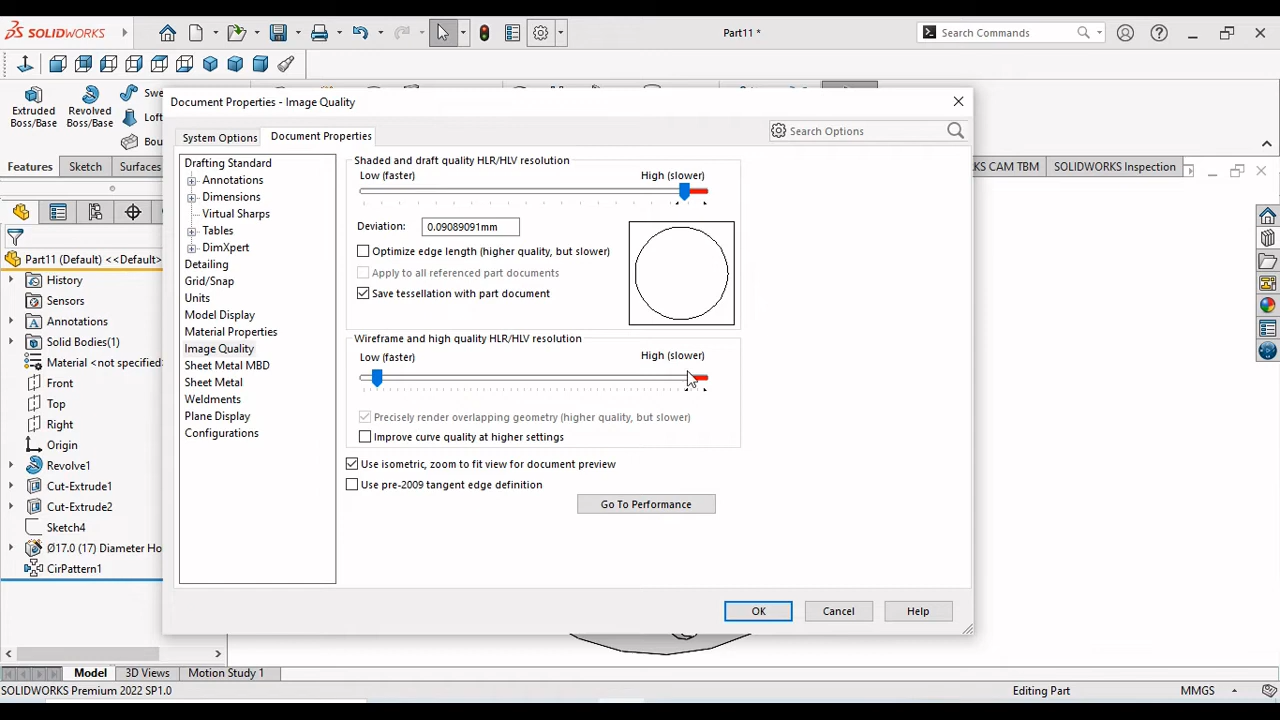 SOLIDWORKS
Part11 *
Search Commands
Extruded Boss/Base
Revolved Boss/Base
Swe
Loft
Bou
Features
Sketch
Surfaces
KS CAM TBM
SOLIDWORKS Inspection
Part11 (Default) <<Default>
History
Sensors
Annotations
Solid Bodies(1)
Material <not specified>
Front
Top
Right
Origin
Revolve1
Cut-Extrude1
Cut-Extrude2
Sketch4
Ø17.0 (17) Diameter Ho
CirPattern1
Document Properties - Image Quality
System Options
Document Properties
Search Options
Drafting Standard
Annotations
Dimensions
Virtual Sharps
Tables
DimXpert
Detailing
Grid/Snap
Units
Model Display
Material Properties
Image Quality
Sheet Metal MBD
Sheet Metal
Weldments
Plane Display
Configurations
Shaded and draft quality HLR/HLV resolution
Low (faster)
High (slower)
Deviation:
0.09089091mm
Optimize edge length (higher quality, but slower)
Apply to all referenced part documents
Save tessellation with part document
Wireframe and high quality HLR/HLV resolution
Low (faster)
High (slower)
Precisely render overlapping geometry (higher quality, but slower)
Improve curve quality at higher settings
Use isometric, zoom to fit view for document preview
Use pre-2009 tangent edge definition
Go To Performance
OK
Cancel
Help
Model
3D Views
Motion Study 1
SOLIDWORKS Premium 2022 SP1.0
Editing Part
MMGS